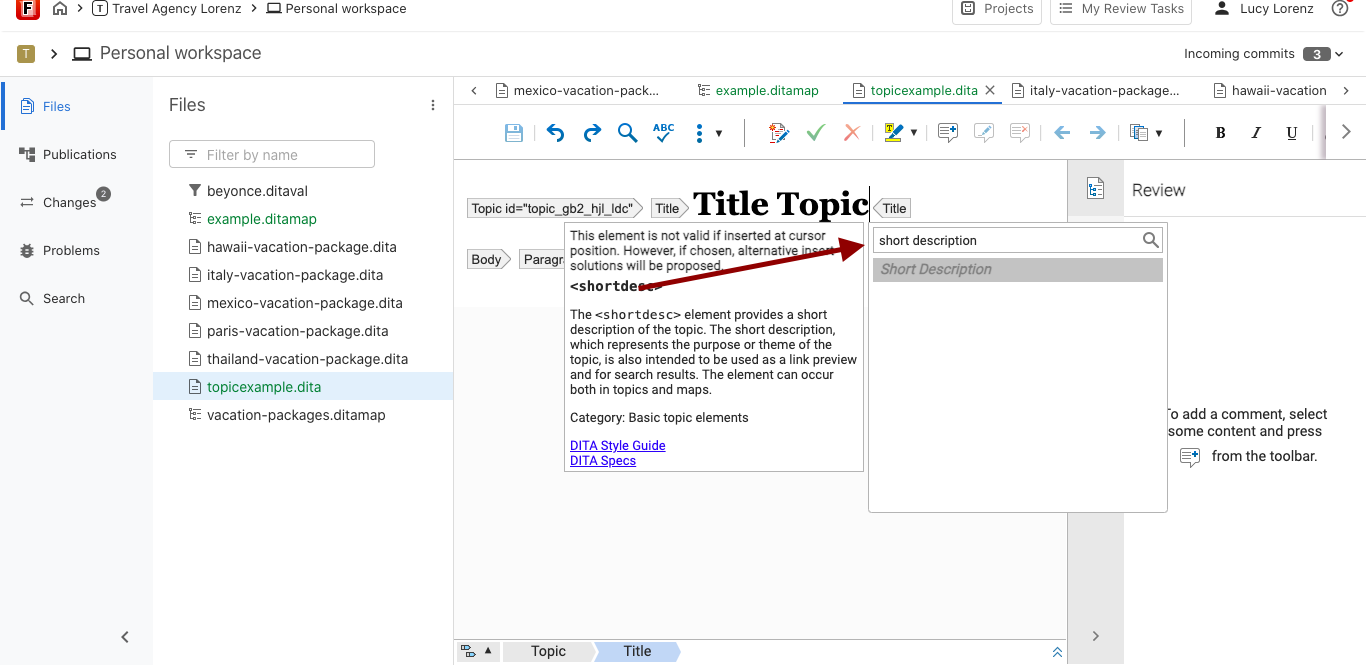 F
T Travel Agency Lorenz
Personal workspace
Projects
My Review Tasks
Lucy Lorenz
T
Personal workspace
Incoming commits 3
Files
Publications
Changes 2
Problems
Search
Files
Filter by name
beyonce.ditaval
example.ditamap
hawaii-vacation-package.dita
italy-vacation-package.dita
mexico-vacation-package.dita
paris-vacation-package.dita
thailand-vacation-package.dita
topicexample.dita
vacation-packages.ditamap
mexico-vacation-pack...
example.ditamap
topicexample.dita
italy-vacation-package...
hawaii-vacation
ABC
T
B I U
Topic id="topic_gb2_hjl_ldc"
Title
Title Topic
Title
Body
Paragr
This element is not valid if inserted at cursor
position. However, if chosen, alternative insert
solutions will be proposed.
<shortdesc>
The <shortdesc> element provides a short
description of the topic. The short description,
which represents the purpose or theme of the
topic, is also intended to be used as a link preview
and for search results. The element can occur
both in topics and maps.
Category: Basic topic elements
DITA Style Guide
DITA Specs
short description
Short Description
Review
To add a comment, select
some content and press
from the toolbar.
Topic
Title